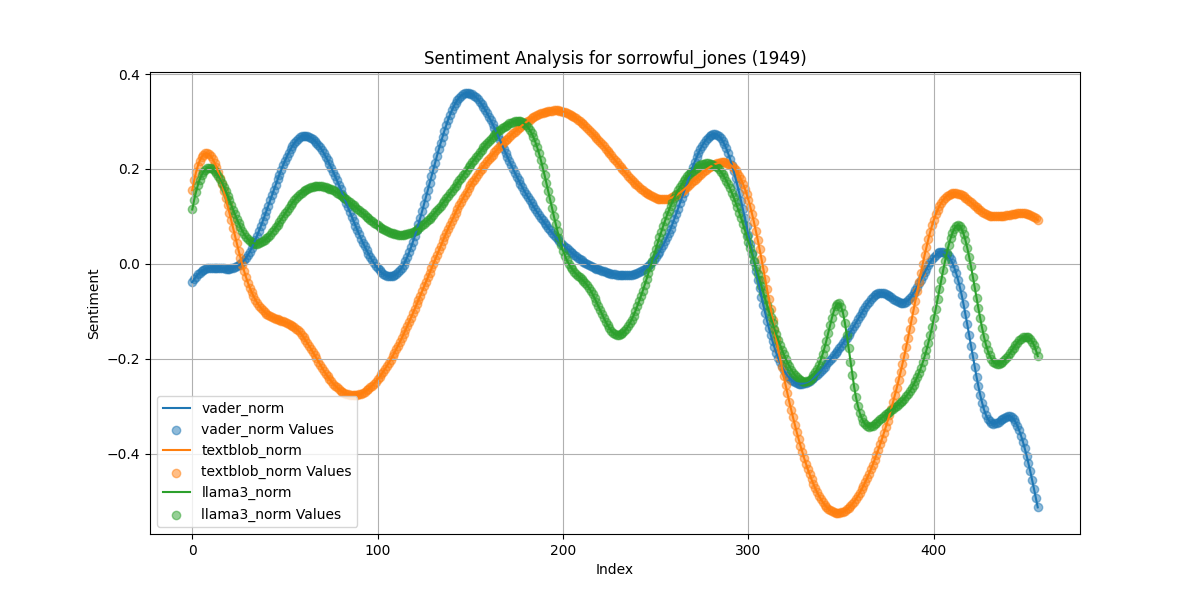 Sentiment Analysis for sorrowful_jones (1949)
0.4
0.2
0.0
−0.2
−0.4
Sentiment
vader_norm
vader_norm Values
textblob_norm
textblob_norm Values
llama3_norm
llama3_norm Values
0
100
200
300
400
Index